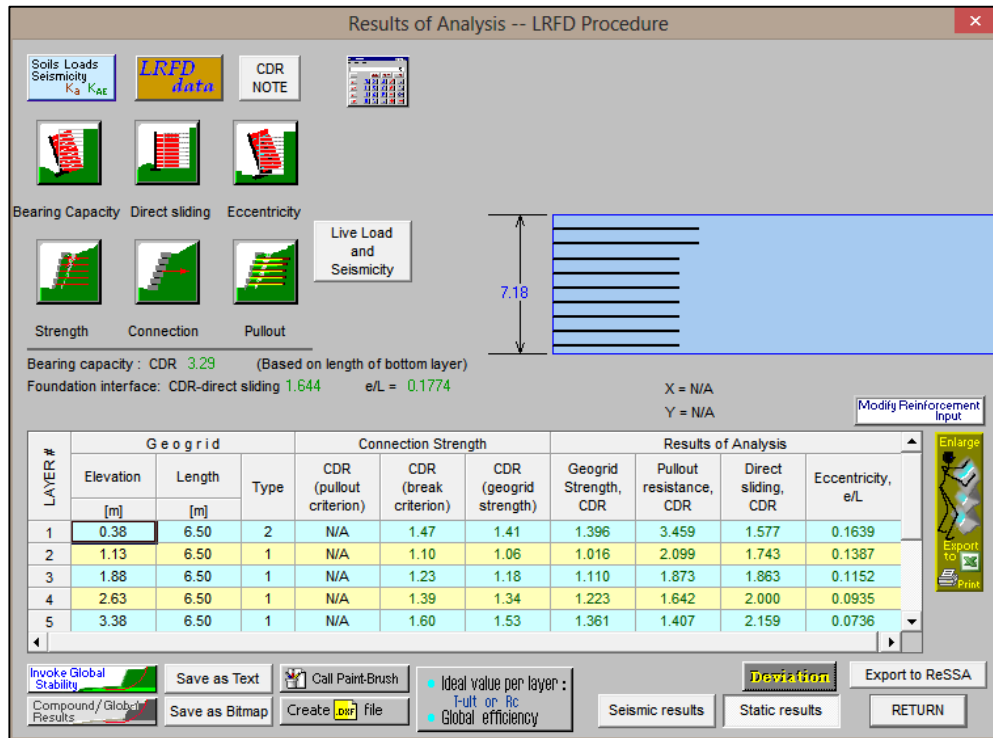 Results of Analysis -- LRFD Procedure
Soils Loads
Seismicity
Ka KAE
LRFD
data
CDR
NOTE
Bearing Capacity Direct sliding Eccentricity
Live Load
and
Seismicity
7.18
Strength Connection Pullout
Bearing capacity : CDR 3.29 (Based on length of bottom layer)
Foundation interface: CDR-direct sliding 1.644 e/L = 0.1774
X = N/A
Y = N/A
Modify Reinforcement
Input
LAYER #
Geogrid Connection Strength Results of Analysis
Elevation Length Type CDR (pullout criterion) CDR (break criterion) CDR (geogrid strength) Geogrid Strength, CDR Pullout resistance, CDR Direct sliding, CDR Eccentricity, e/L
[m] [m]
1 0.38 6.50 2 N/A 1.47 1.41 1.396 3.459 1.577 0.1639
2 1.13 6.50 1 N/A 1.10 1.06 1.016 2.099 1.743 0.1387
3 1.88 6.50 1 N/A 1.23 1.18 1.110 1.873 1.863 0.1152
4 2.63 6.50 1 N/A 1.39 1.34 1.223 1.642 2.000 0.0935
5 3.38 6.50 1 N/A 1.60 1.53 1.361 1.407 2.159 0.0736
Enlarge
Export
to
Print
Invoke Global
Stability
Save as Text
Call Paint-Brush
Compound/Global
Results
Save as Bitmap
Create .DXF file
Ideal value per layer :
T-ult or Rc
Global efficiency
Deviation
Export to ReSSA
Seismic results
Static results
RETURN